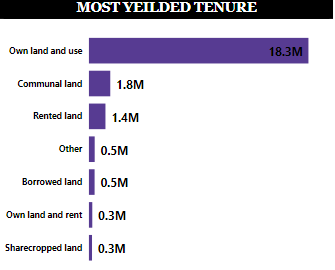 MOST YEILDED TENURE
Own land and use 18.3M
Communal land 1.8M
Rented land 1.4M
Other 0.5M
Borrowed land 0.5M
Own land and rent 0.3M
Sharecropped land 0.3M